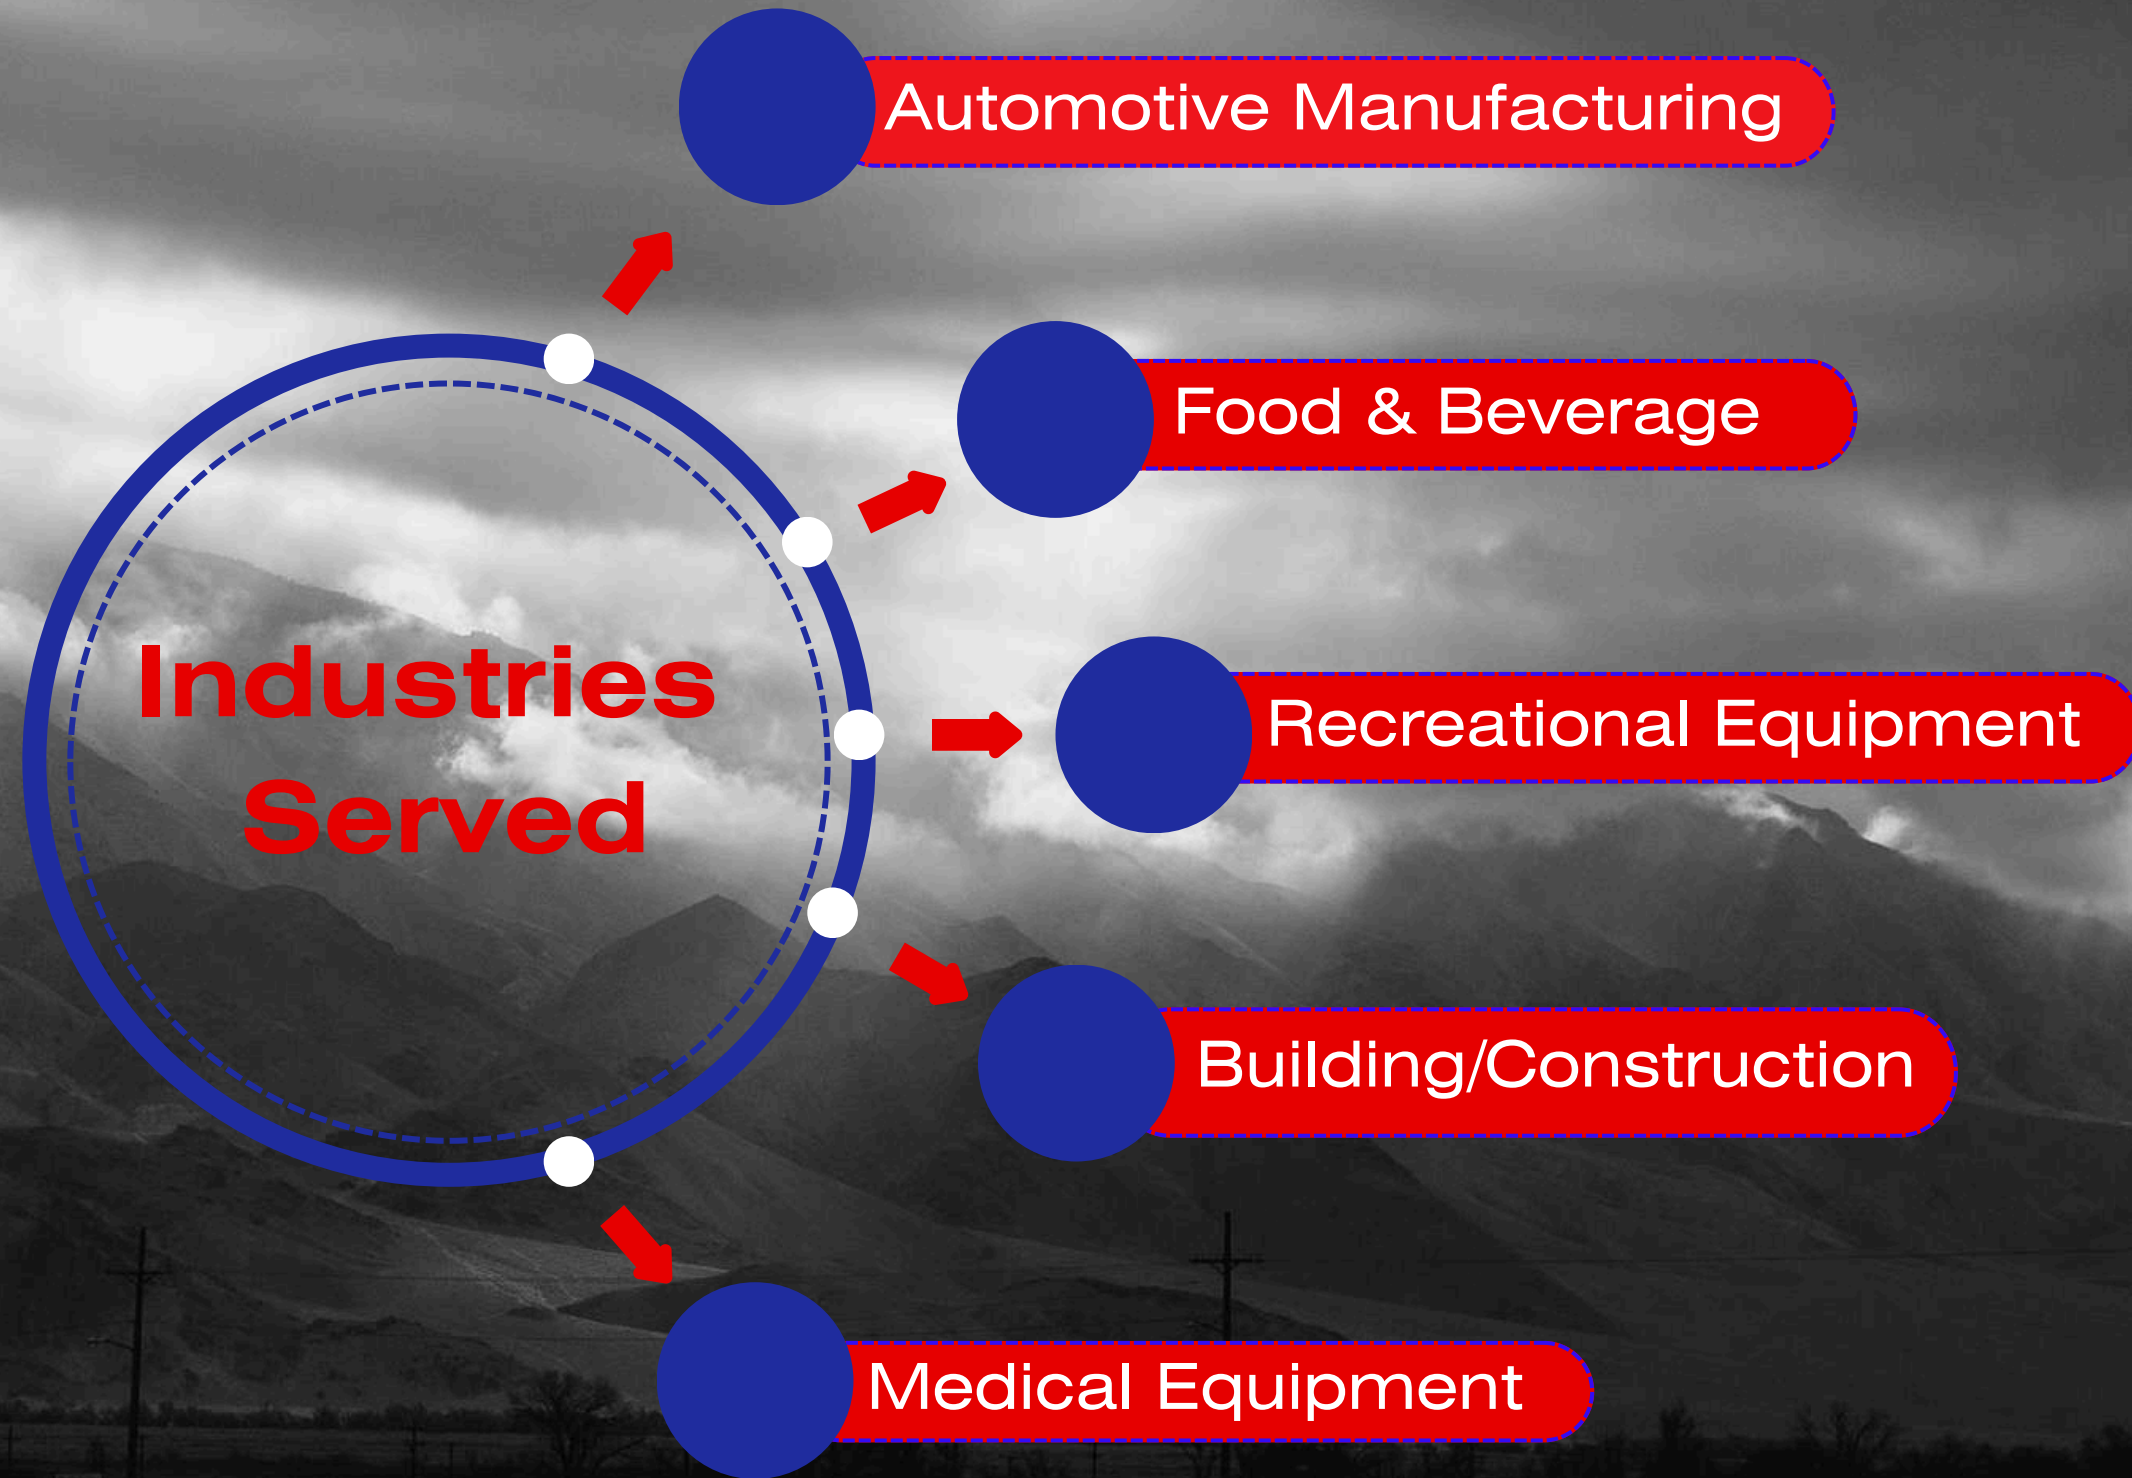 Automotive Manufacturing
Food & Beverage
Industries
Served
Recreational Equipment
Building/Construction
Medical Equipment